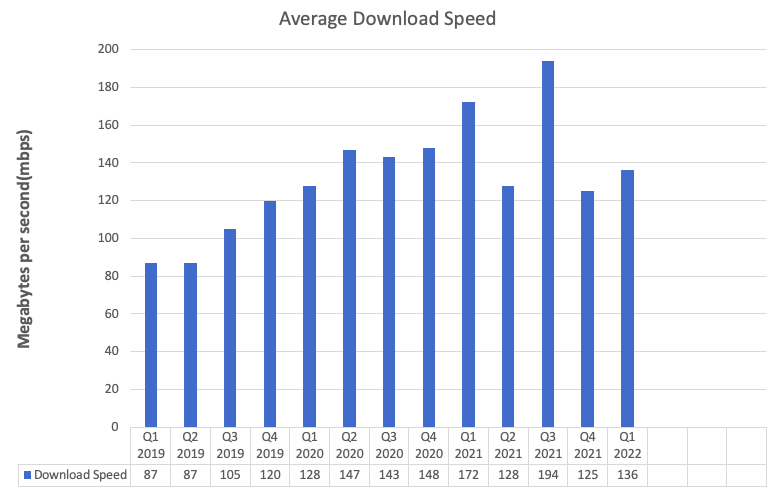 Average Download Speed
Megabytes per second(mbps)
200
180
160
140
120
100
80
60
40
20
0
Q1 Q2 Q3 Q4 Q1 Q2 Q3 Q4 Q1 Q2 Q3 Q4 Q1
2019 2019 2019 2019 2020 2020 2020 2020 2021 2021 2021 2021 2022
Download Speed 87 87 105 120 128 147 143 148 172 128 194 125 136